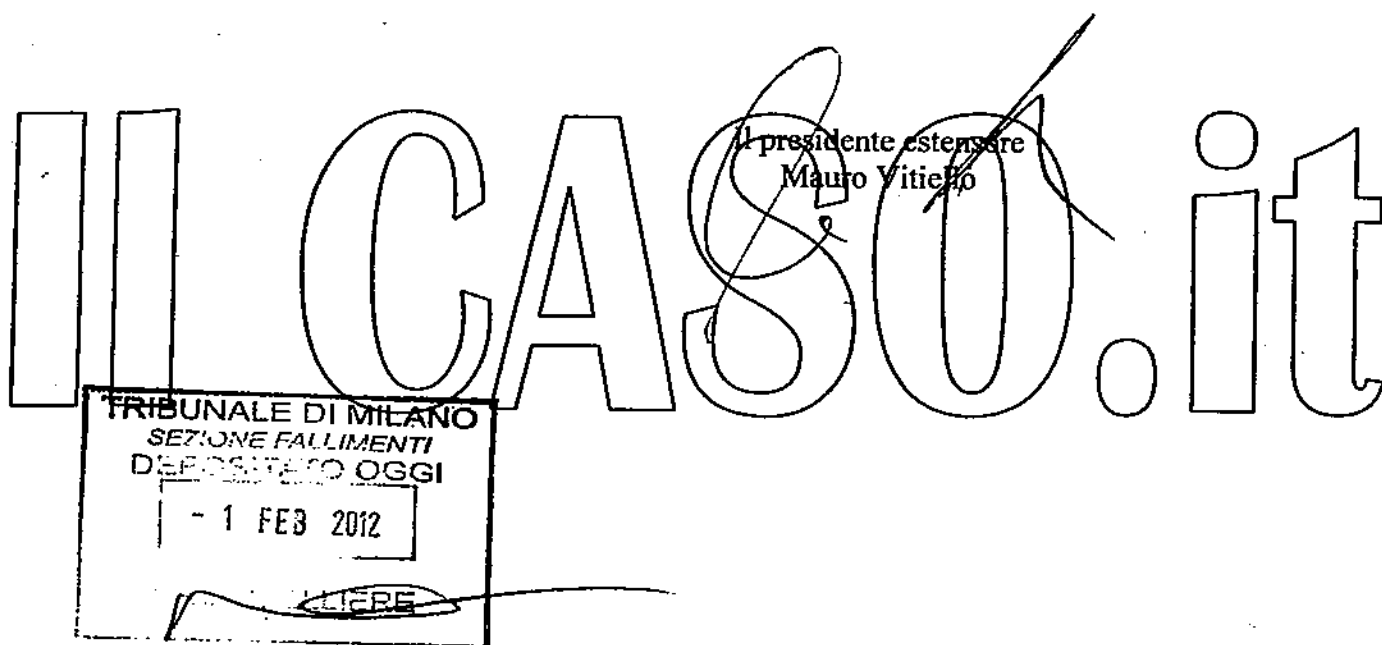 Il CASO.it
il presidente estensore
Mauro Vitiello
TRIBUNALE DI MILANO
SEZIONE FALLIMENTI
DEPOSITATO OGGI
- 1 FEB 2012